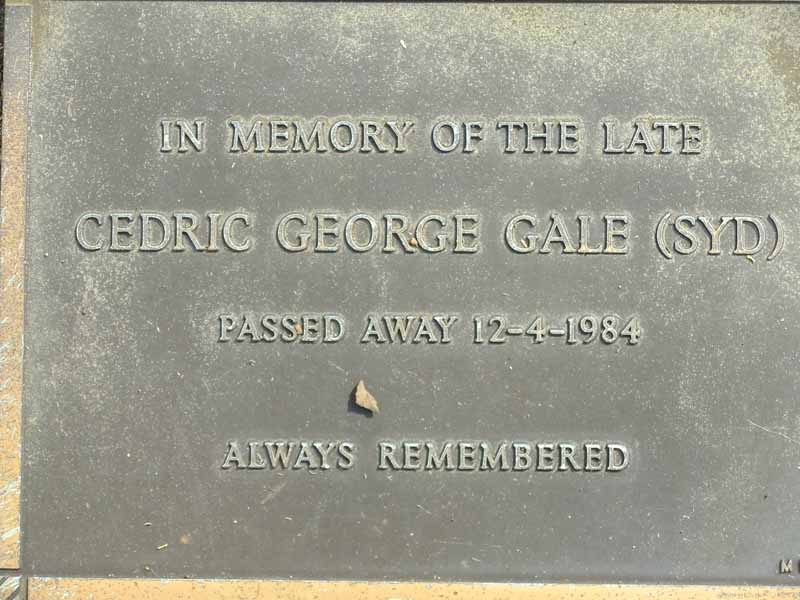 IN MEMORY OF THE LATE
CEDRIC GEORGE GALE (SYD)
PASSED AWAY 12-4-1984
ALWAYS REMEMBERED